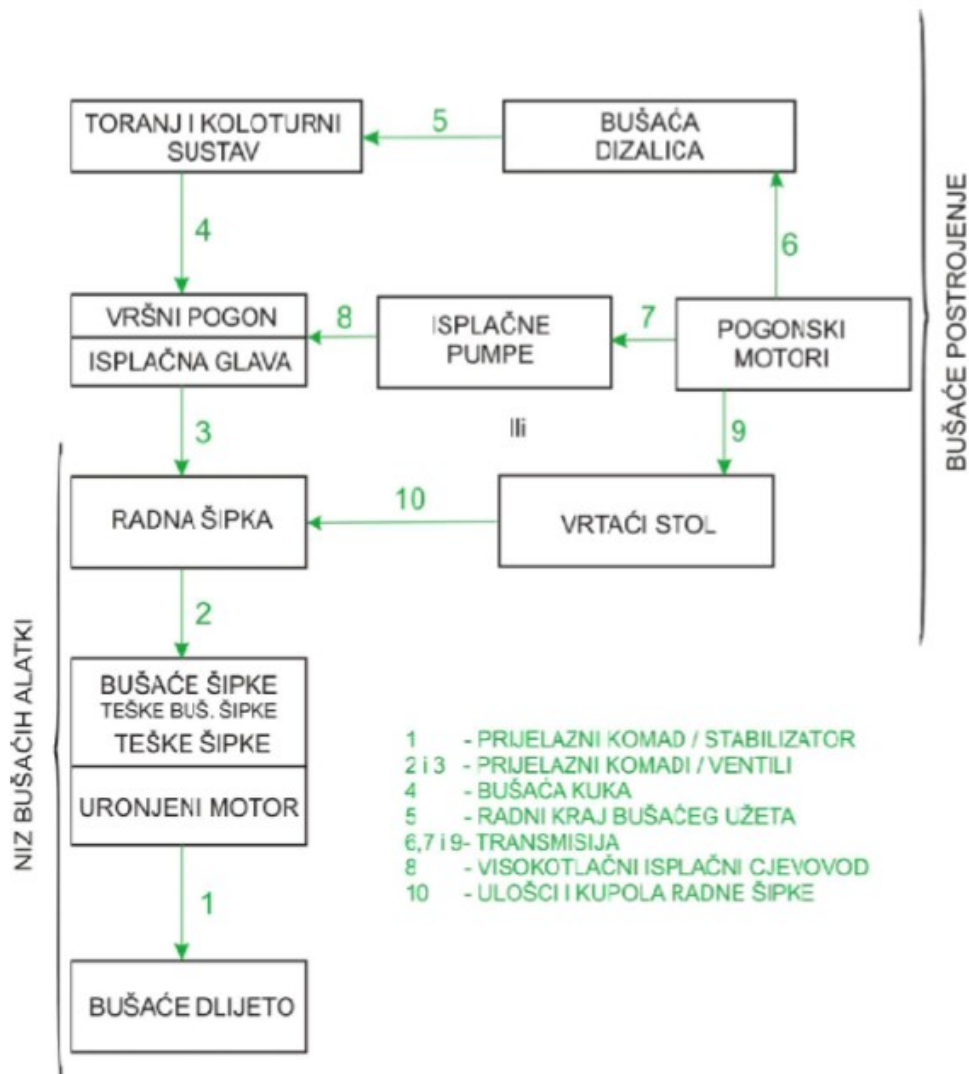 TORANJ I KOLOTURNI
SUSTAV
5
BUŠAĆA
DIZALICA
4
6
VRŠNI POGON
ISPLAČNA GLAVA
8
ISPLAČNE
PUMPE
7
POGONSKI
MOTORI
BUŠAĆE POSTROJENJE
3
Ili
9
RADNA ŠIPKA
10
VRTAĆI STOL
2
NIZ BUŠAĆIH ALATKI
BUŠAĆE ŠIPKE
TEŠKE BUŠ. ŠIPKE
TEŠKE ŠIPKE
URONJENI MOTOR
1
BUŠAĆE DLIJETO
1 - PRIJELAZNI KOMAD / STABILIZATOR
2 i 3 - PRIJELAZNI KOMADI / VENTILI
4 - BUŠAĆA KUKA
5 - RADNI KRAJ BUŠAĆEG UŽETA
6,7 i 9- TRANSMISIJA
8 - VISOKOTLAČNI ISPLAČNI CJEVOVOD
10 - ULOŠCI I KUPOLA RADNE ŠIPKE